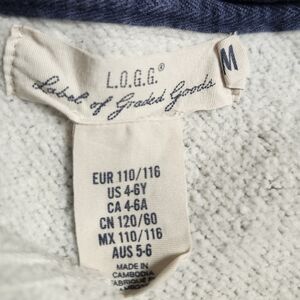 L.O.G.G.®
Label of Graded Goods
M
EUR 110/116
US 4-6Y
CA 4-6A
CN 120/60
MX 110/116
AUS 5-6
MADE IN
CAMBODIA
FABRIQUÉ